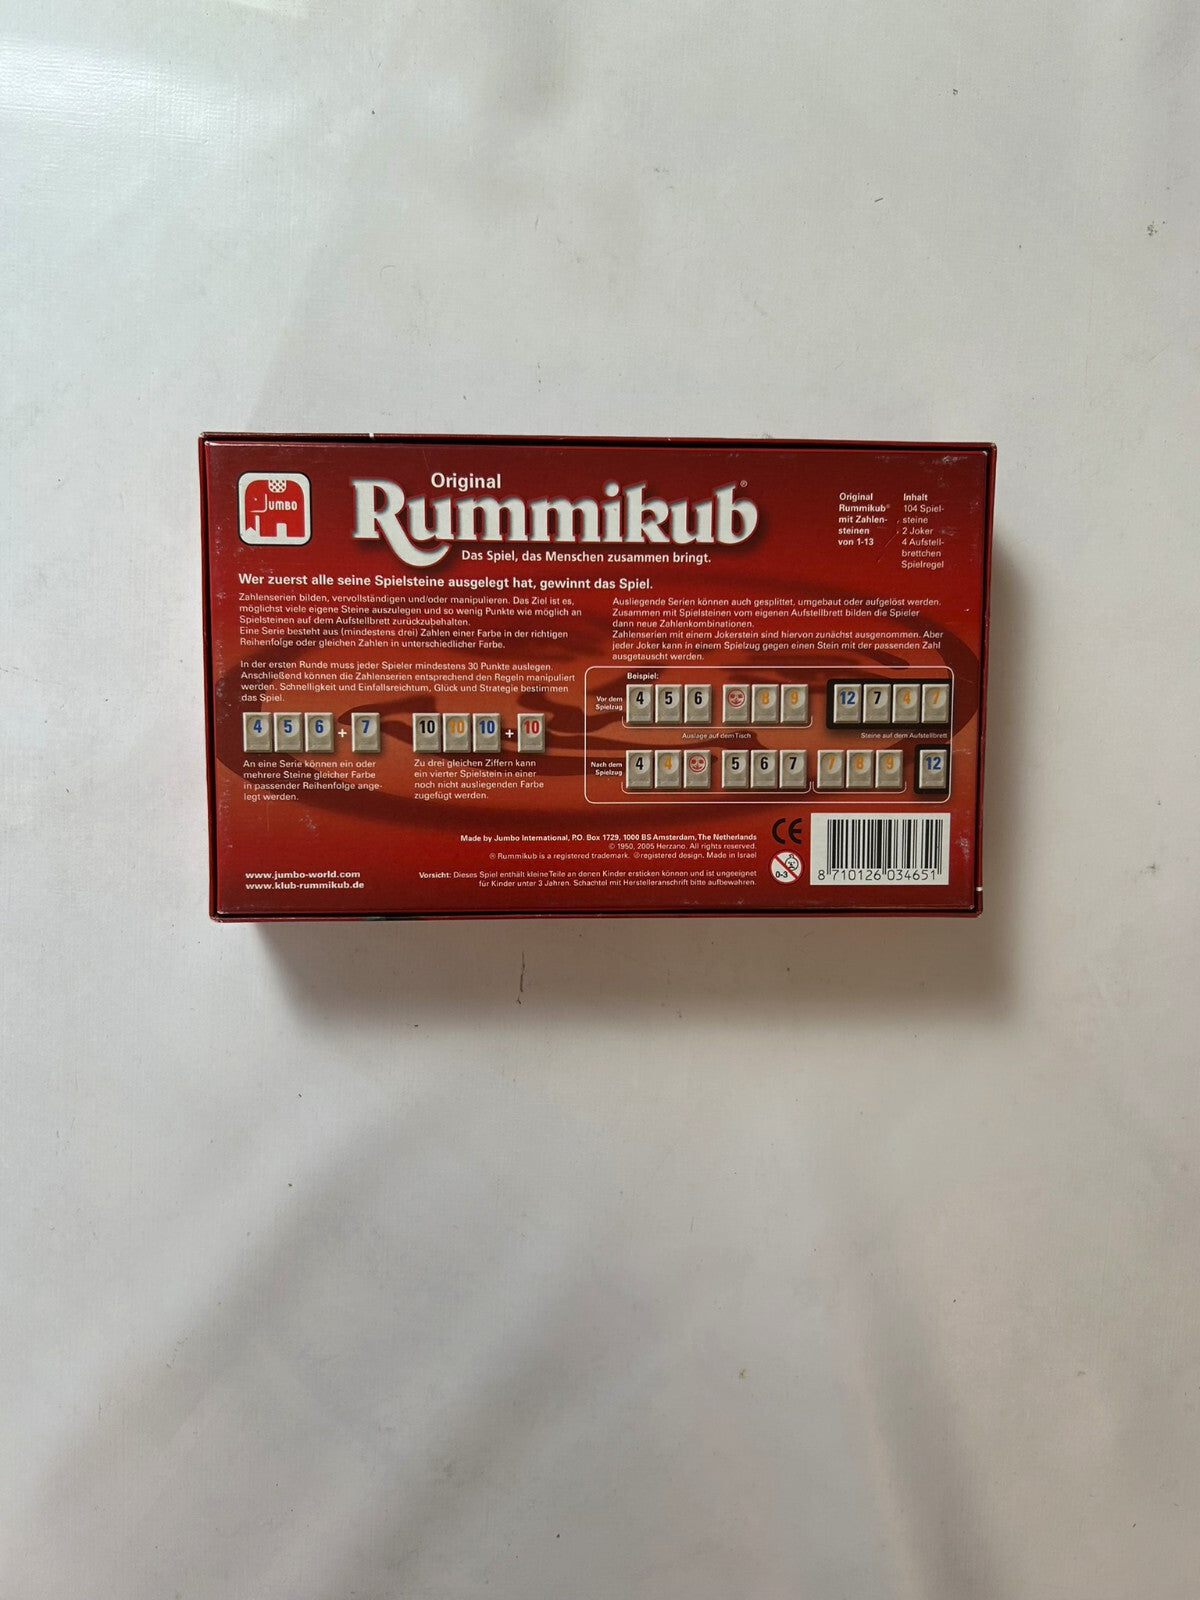 JUMBO
Original
Rummikub®
Das Spiel, das Menschen zusammen bringt.
Original
Rummikub®
mit Zahlen-
steinen
von 1-13
Inhalt
104 Spiel-
steine
2 Joker
4 Aufstell-
brettchen
Spielregel
Wer zuerst alle seine Spielsteine ausgelegt hat, gewinnt das Spiel.
Zahlenserien bilden, vervollständigen und/oder manipulieren. Das Ziel ist es,
möglichst viele eigene Steine auszulegen und so wenig Punkte wie möglich an
Spielsteinen auf dem Aufstellbrett zurückzubehalten.
Eine Serie besteht aus (mindestens drei) Zahlen einer Farbe in der richtigen
Reihenfolge oder gleichen Zahlen in unterschiedlicher Farbe.
In der ersten Runde muss jeder Spieler mindestens 30 Punkte auslegen.
Anschließend können die Zahlenserien entsprechend den Regeln manipuliert
werden. Schnelligkeit und Einfallsreichtum, Glück und Strategie bestimmen
das Spiel.
4 5 6 + 7
An eine Serie können ein oder
mehrere Steine gleicher Farbe
in passender Reihenfolge ange-
legt werden.
10 10 10 + 10
Zu drei gleichen Ziffern kann
ein vierter Spielstein in einer
noch nicht ausliegenden Farbe
zugefügt werden.
Ausliegende Serien können auch gesplittet, umgebaut oder aufgelöst werden.
Zusammen mit Spielsteinen vom eigenen Aufstellbrett bilden die Spieler
dann neue Zahlenkombinationen.
Zahlenserien mit einem Jokerstein sind hiervon zunächst ausgenommen. Aber
jeder Joker kann in einem Spielzug gegen einen Stein mit der passenden Zahl
ausgetauscht werden.
Beispiel:
Vor dem
Spielzug
4 5 6 8 9 12 7 4 7
Auslage auf dem Tisch
Steine auf dem Aufstellbrett
Nach dem
Spielzug
4 4 5 6 7 7 8 9 12
Made by Jumbo International, P.O. Box 1729, 1000 BS Amsterdam, The Netherlands
© 1950, 2005 Herzano. All rights reserved.
® Rummikub is a registered trademark. @registered design. Made in Israel
Vorsicht: Dieses Spiel enthält kleine Teile an denen Kinder ersticken können und ist ungeeignet
für Kinder unter 3 Jahren. Schachtel mit Herstelleranschrift bitte aufbewahren.
www.jumbo-world.com
www.klub-rummikub.de
CE
0-3
8 710126 034651